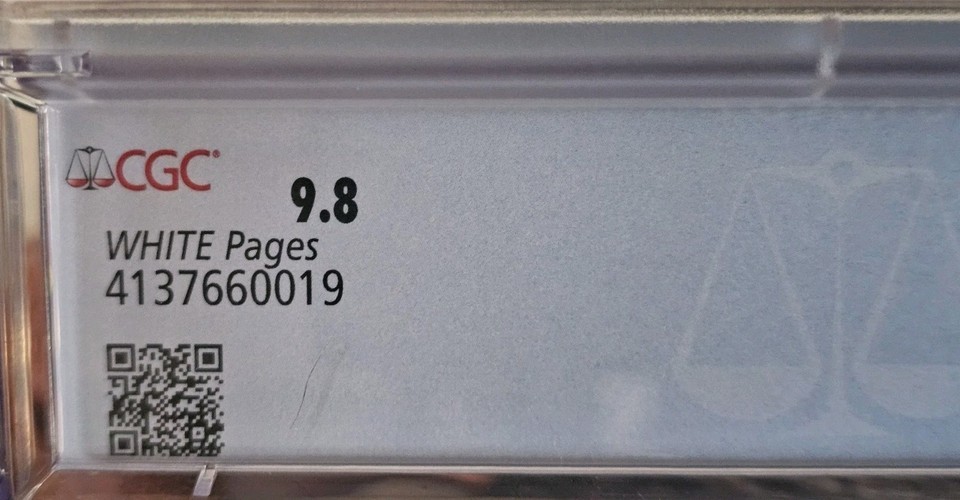 CGC®
9.8
WHITE Pages
4137660019